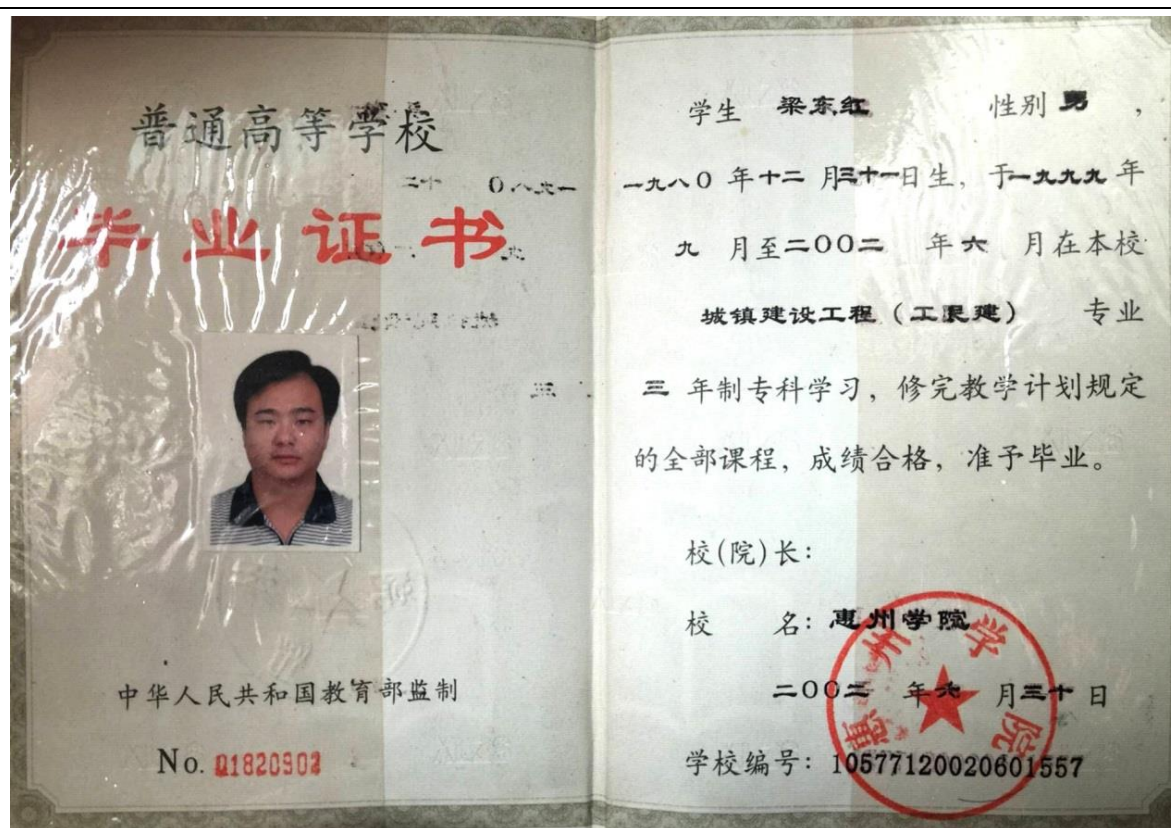 普通高等学校
毕业证书
中华人民共和国教育部监制
No. 01820902
学生 梁东红 性别 男，
一九八0 年十二 月三十一日生，于一九九九 年
九 月至二00二 年 六 月在本校
城镇建设工程（工民建） 专业
三 年制专科学习，修完教学计划规定
的全部课程，成绩合格，准予毕业。
校(院)长：
校 名：惠州学院
二00二 年 六 月三十 日
学校编号：10577120020601557
惠州学院